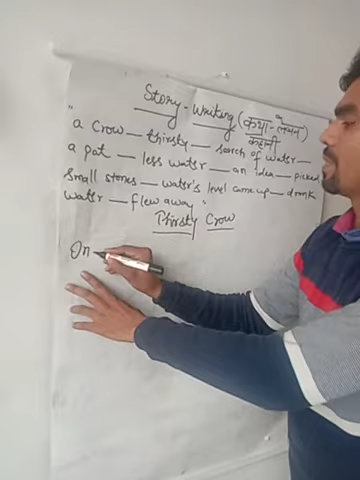 Story-Writing (कथा-लेखन)
कहानी
"a crow — thirsty — search of water —
a pot — less water — an idea — picked
small stones — water's level came up — drank
water — flew away"
Thirsty Crow
On